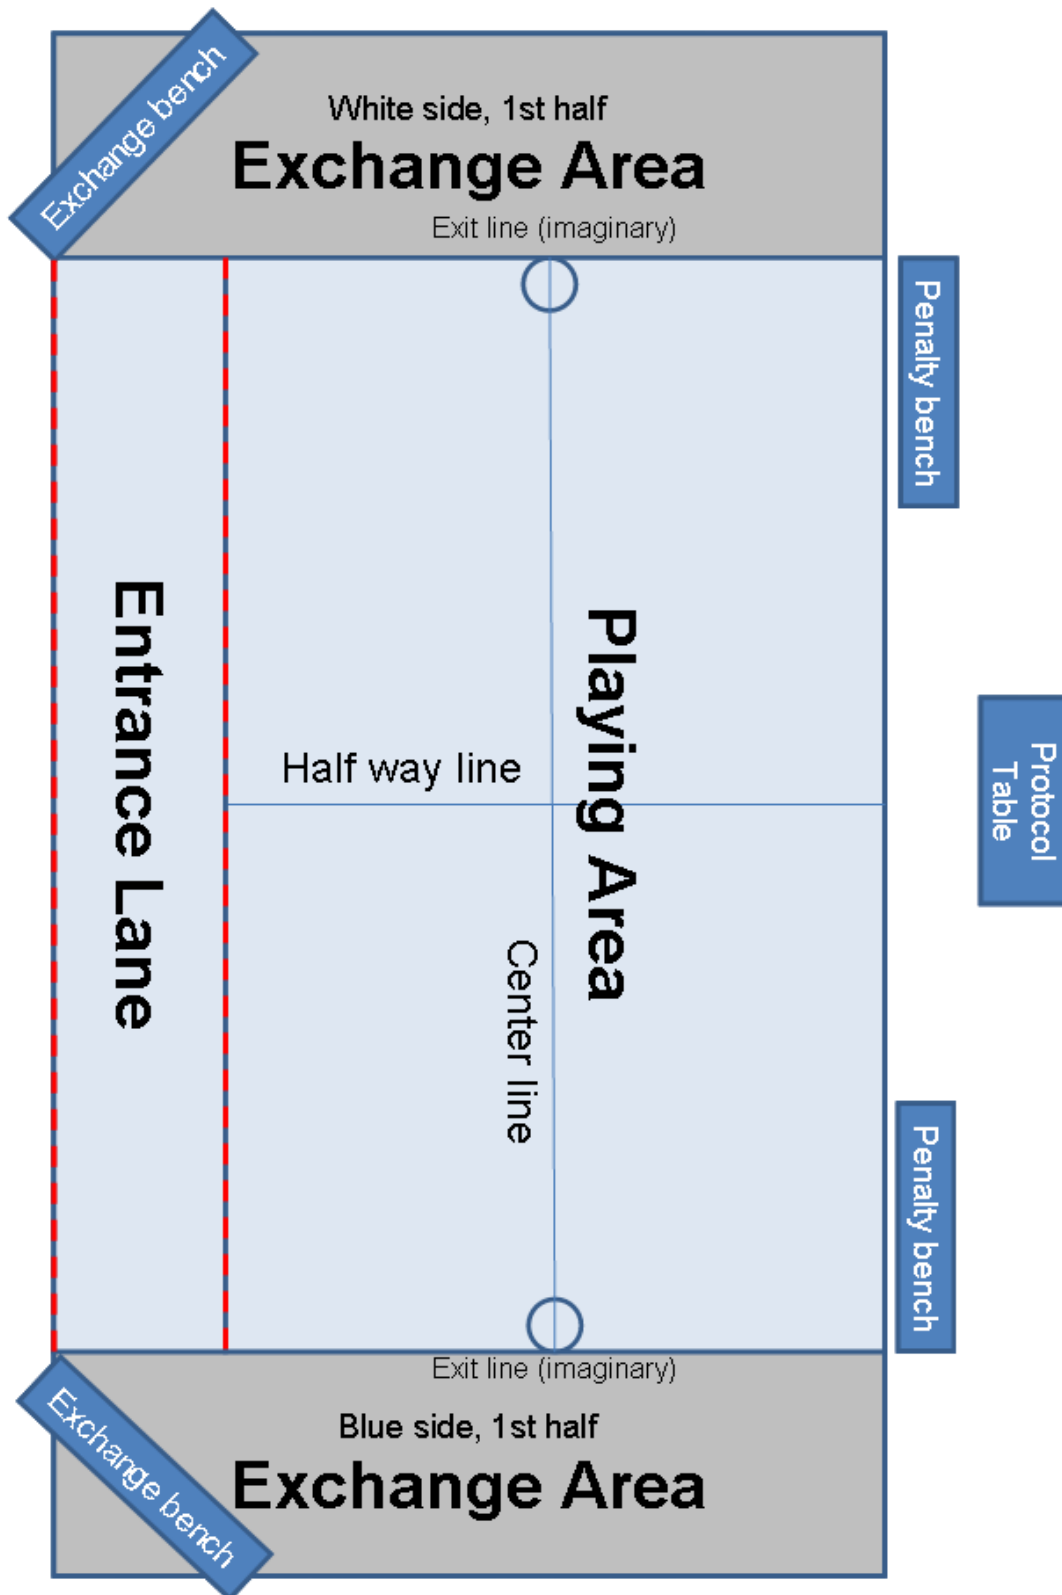 Exchange bench
White side, 1st half
Exchange Area
Exit line (imaginary)
Penalty bench
Entrance Lane
Playing Area
Half way line
Protocol
Table
Center line
Penalty bench
Exit line (imaginary)
Blue side, 1st half
Exchange Area
Exchange bench